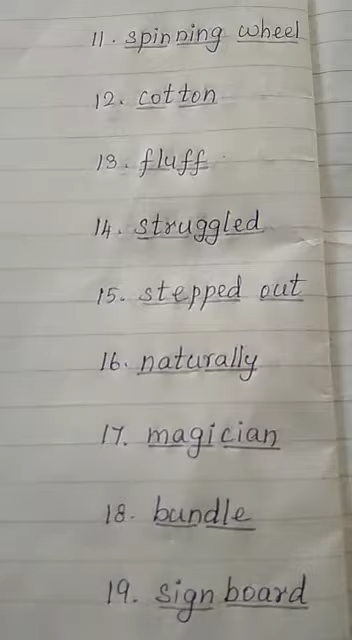 11. spinning wheel
12. cotton
13. fluff
14. struggled
15. stepped out
16. naturally
17. magician
18. bundle
19. sign board